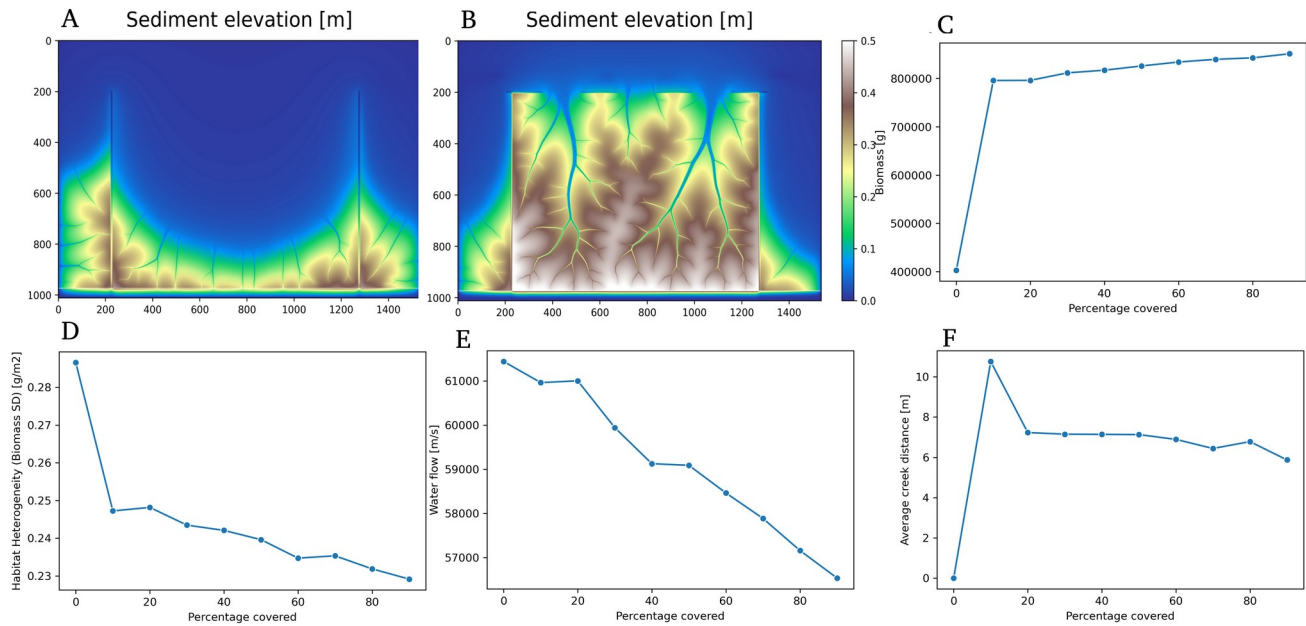 A
Sediment elevation [m]
0
200
400
600
800
1000
0 200 400 600 800 1000 1200 1400
B
Sediment elevation [m]
0
200
400
600
800
1000
0 200 400 600 800 1000 1200 1400
0.5
0.4
0.3
0.2
0.1
0.0
C
Biomass [g]
800000
700000
600000
500000
400000
0 20 40 60 80
Percentage covered
D
Habitat Heterogeneity (Biomass SD) [g/m2]
0.28
0.27
0.26
0.25
0.24
0.23
0 20 40 60 80
Percentage covered
E
Water flow [m/s]
61000
60000
59000
58000
57000
0 20 40 60 80
Percentage covered
F
Average creek distance [m]
10
8
6
4
2
0
0 20 40 60 80
Percentage covered